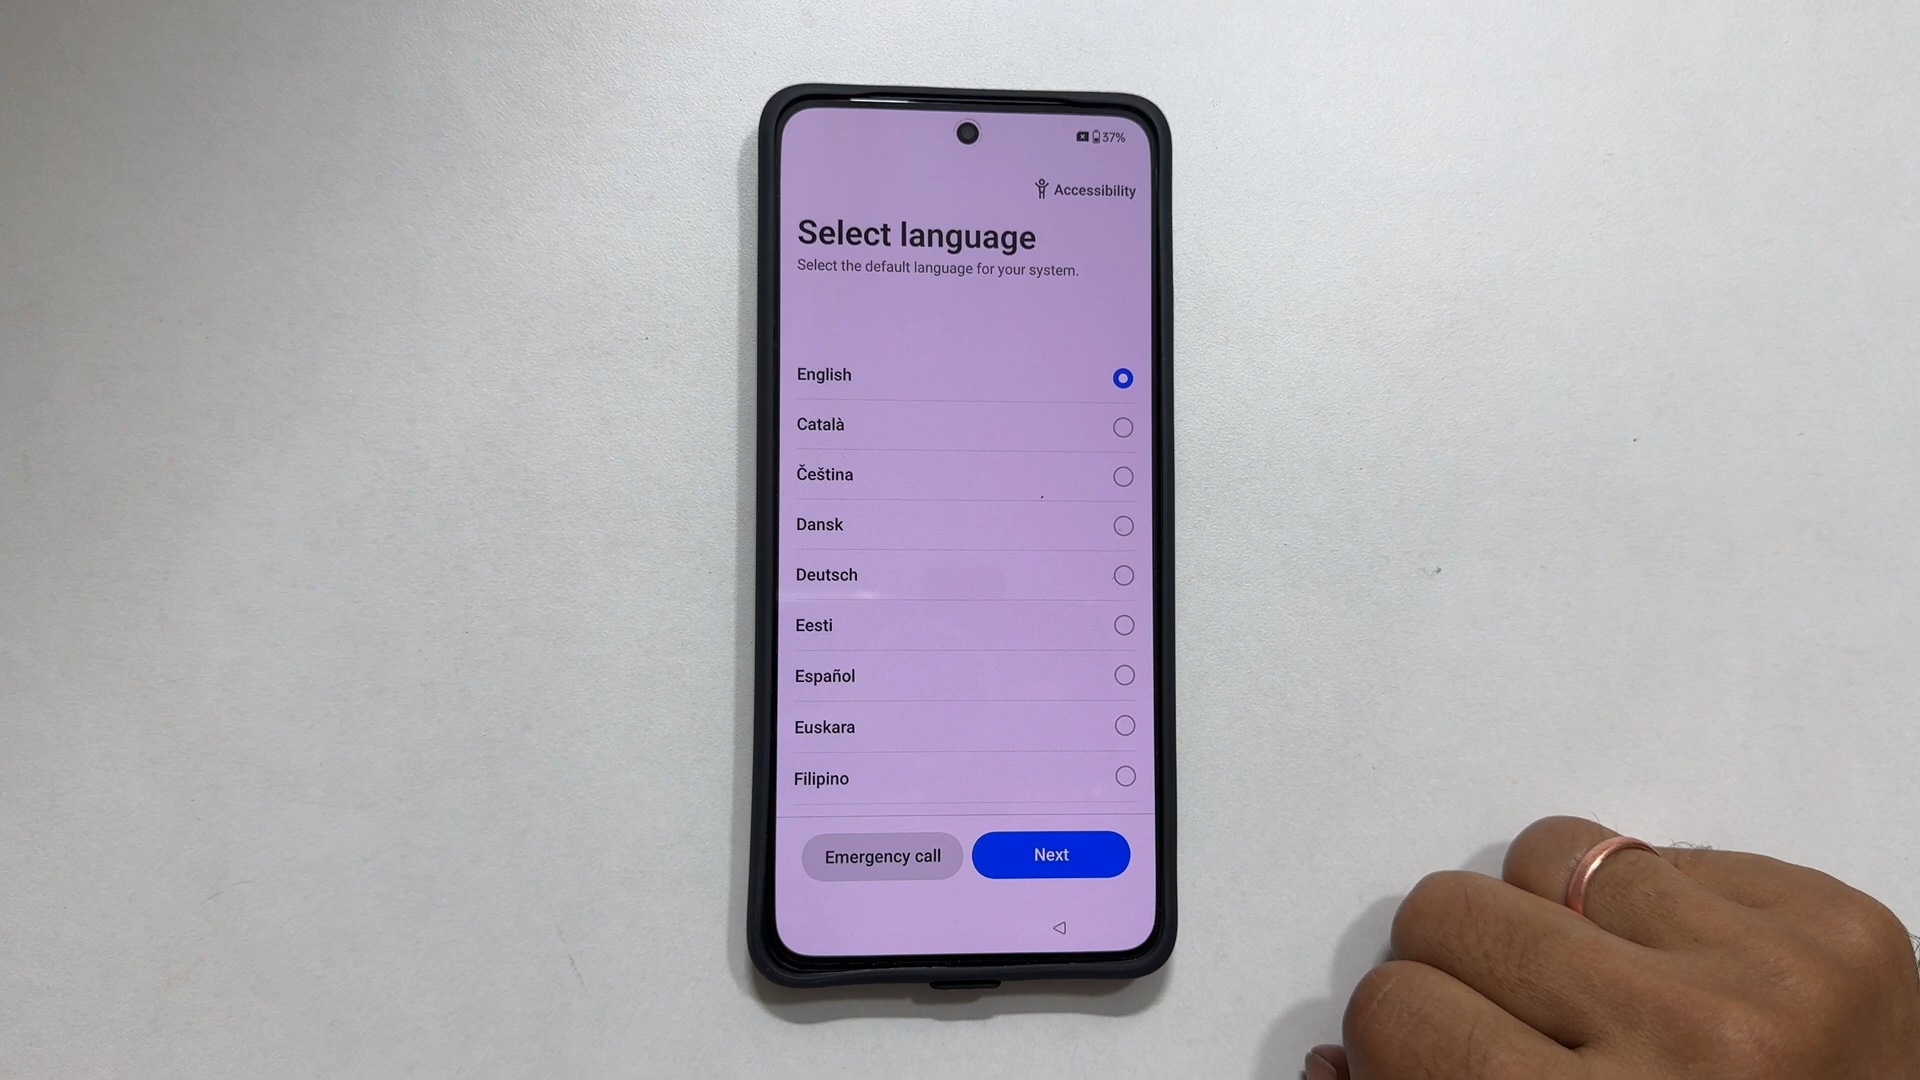 37%
Accessibility
Select language
Select the default language for your system.
English
Català
Čeština
Dansk
Deutsch
Eesti
Español
Euskara
Filipino
Emergency call
Next